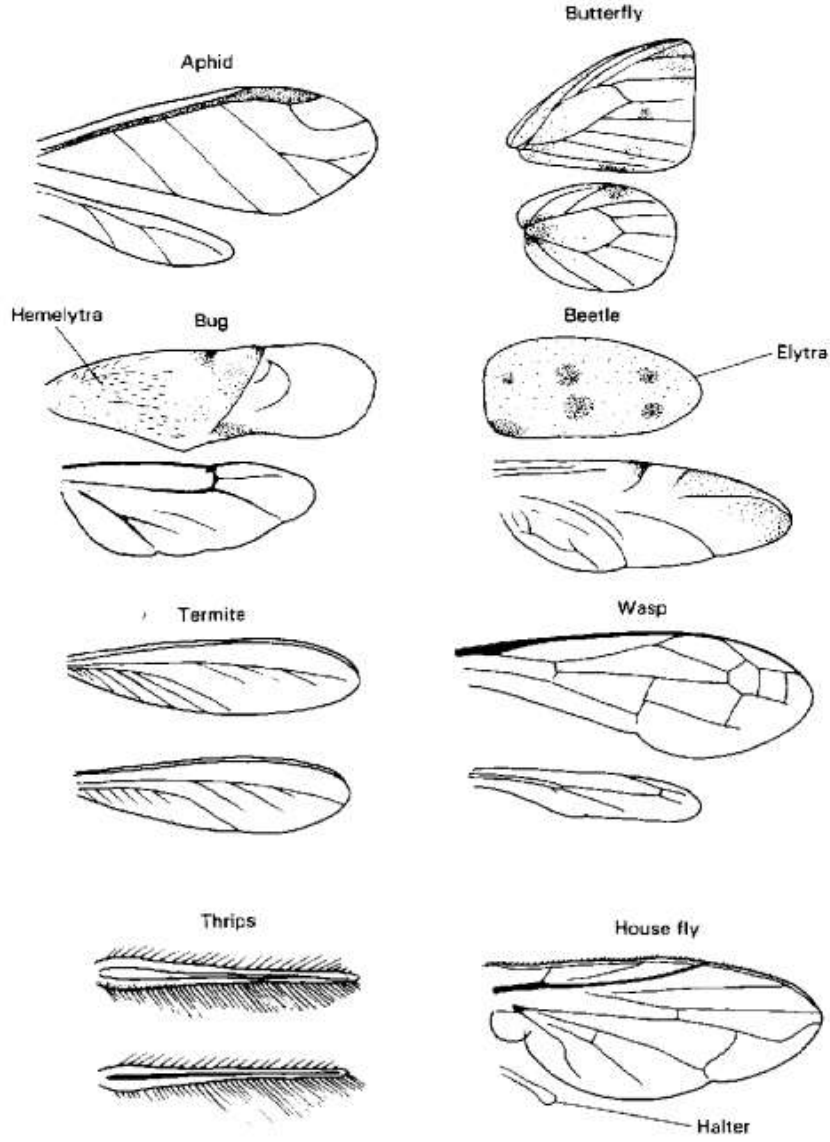 Butterfly
Aphid
Hemelytra
Bug
Beetle
Elytra
Termite
Wasp
Thrips
House fly
Halter